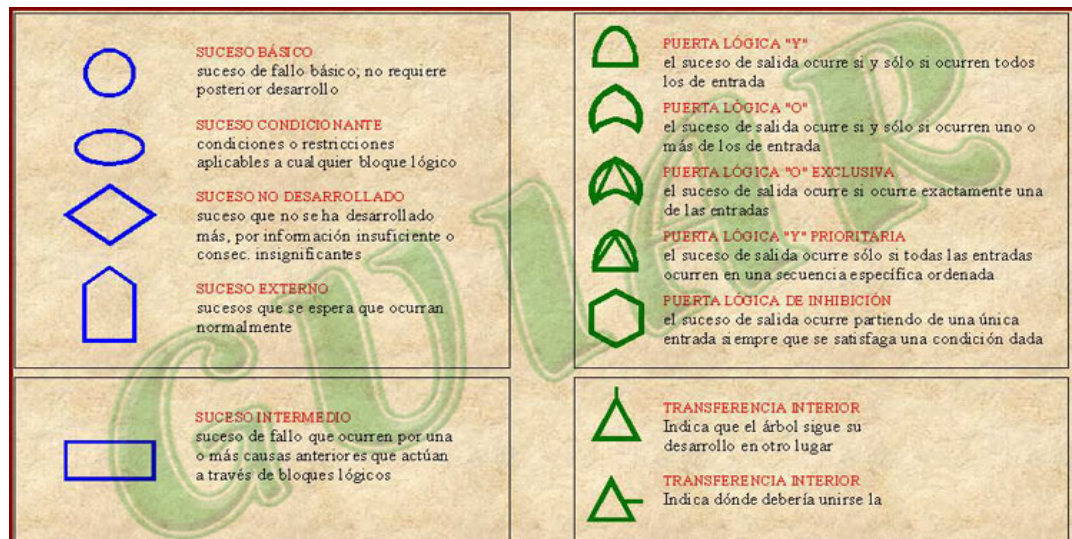 SUCESO BÁSICO
suceso de fallo básico; no requiere
posterior desarrollo
SUCESO CONDICIONANTE
condiciones o restricciones
aplicables a cualquier bloque lógico
SUCESO NO DESARROLLADO
suceso que no se ha desarrollado
más, por información insuficiente o
consec. insignificantes
SUCESO EXTERNO
sucesos que se espera que ocurran
normalmente
SUCESO INTERMEDIO
suceso de fallo que ocurren por una
o más causas anteriores que actúan
a través de bloques lógicos
PUERTA LÓGICA "Y"
el suceso de salida ocurre si y sólo si ocurren todos
los de entrada
PUERTA LÓGICA "O"
el suceso de salida ocurre si y sólo si ocurren uno o
más de los de entrada
PUERTA LÓGICA "O" EXCLUSIVA
el suceso de salida ocurre si ocurre exactamente una
de las entradas
PUERTA LÓGICA "Y" PRIORITARIA
el suceso de salida ocurre sólo si todas las entradas
ocurren en una secuencia específica ordenada
PUERTA LÓGICA DE INHIBICIÓN
el suceso de salida ocurre partiendo de una única
entrada siempre que se satisfaga una condición dada
TRANSFERENCIA INTERIOR
Indica que el árbol sigue su
desarrollo en otro lugar
TRANSFERENCIA INTERIOR
Indica dónde debería unirse la
GUIAR